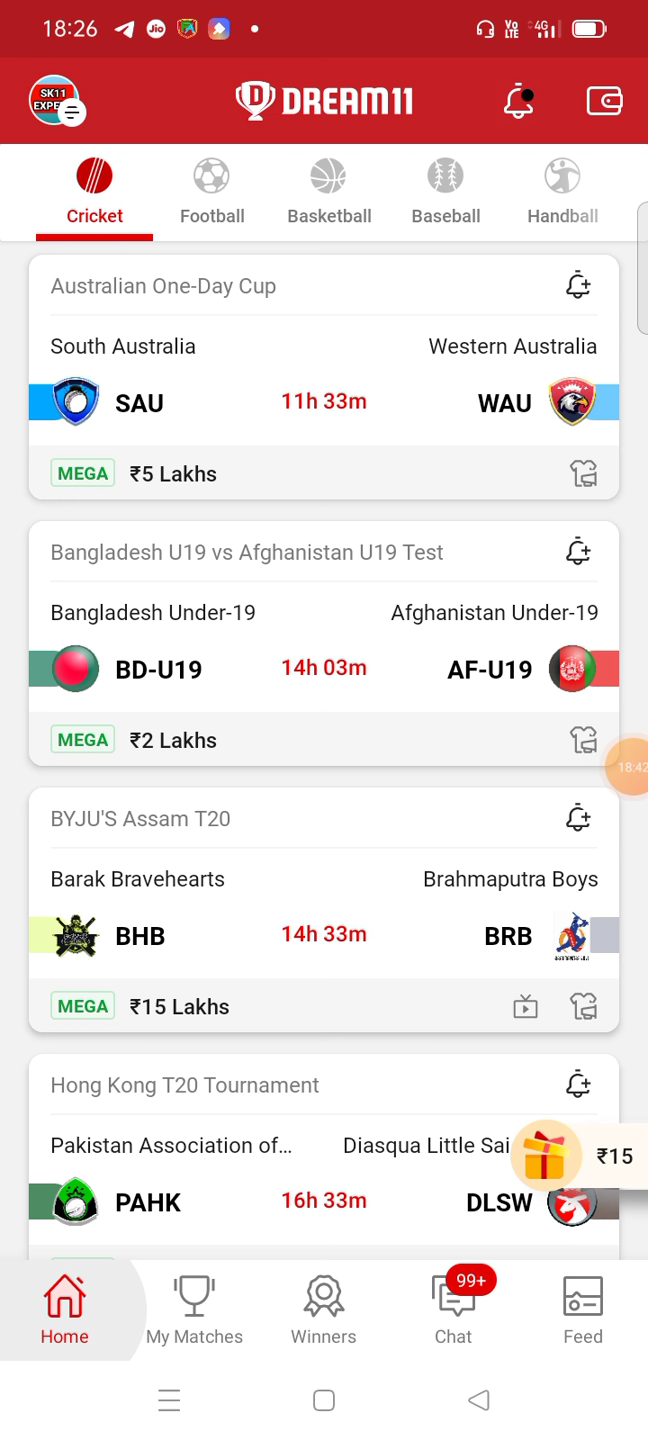 18:26 Jio Vo LTE 4G
SK11
EXPE
DREAM11
Cricket Football Basketball Baseball Handball
Australian One-Day Cup
South Australia Western Australia
SAU 11h 33m WAU
MEGA ₹5 Lakhs
Bangladesh U19 vs Afghanistan U19 Test
Bangladesh Under-19 Afghanistan Under-19
BD-U19 14h 03m AF-U19
MEGA ₹2 Lakhs
18:42
BYJU'S Assam T20
Barak Bravehearts Brahmaputra Boys
BHB 14h 33m BRB
MEGA ₹15 Lakhs
Hong Kong T20 Tournament
Pakistan Association of... Diasqua Little Sai
₹15
PAHK 16h 33m DLSW
99+
Home My Matches Winners Chat Feed